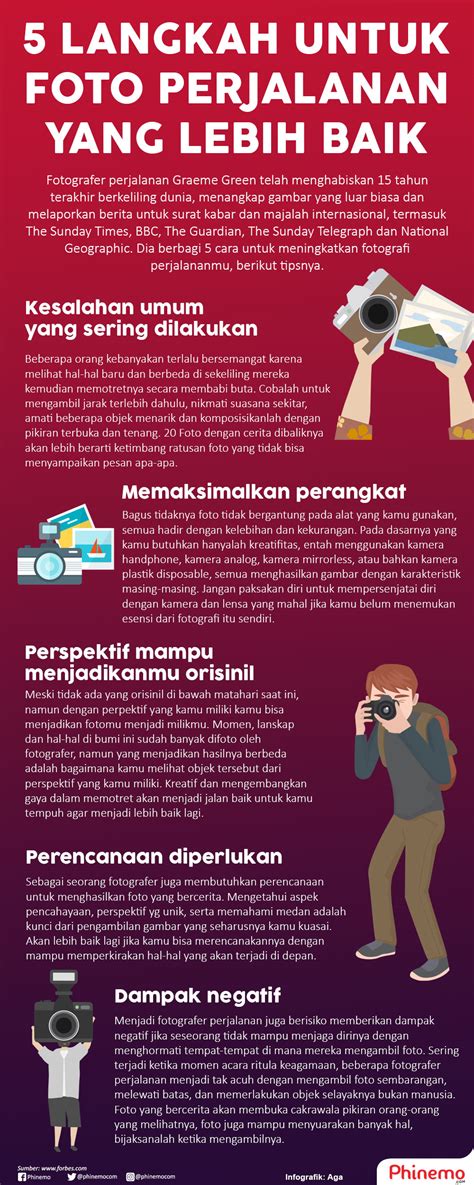 5 LANGKAH UNTUK
FOTO PERJALANAN
YANG LEBIH BAIK
Fotografer perjalanan Graeme Green telah menghabiskan 15 tahun
terakhir berkeliling dunia, menangkap gambar yang luar biasa dan
melaporkan berita untuk surat kabar dan majalah internasional, termasuk
The Sunday Times, BBC, The Guardian, The Sunday Telegraph dan National
Geographic. Dia berbagi 5 cara untuk meningkatkan fotografi
perjalananmu, berikut tipsnya.
Kesalahan umum
yang sering dilakukan
Beberapa orang kebanyakan terlalu bersemangat karena
melihat hal-hal baru dan berbeda di sekeliling mereka
kemudian memotretnya secara membabi buta. Cobalah untuk
mengambil jarak terlebih dahulu, nikmati suasana sekitar,
amati beberapa objek menarik dan komposisikanlah dengan
pikiran terbuka dan tenang. 20 Foto dengan cerita dibaliknya
akan lebih berarti ketimbang ratusan foto yang tidak bisa
menyampaikan pesan apa-apa.
Memaksimalkan perangkat
Bagus tidaknya foto tidak bergantung pada alat yang kamu gunakan,
semua hadir dengan kelebihan dan kekurangan. Pada dasarnya yang
kamu butuhkan hanyalah kreatifitas, entah menggunakan kamera
handphone, kamera analog, kamera mirrorless, atau bahkan kamera
plastik disposable, semua menghasilkan gambar dengan karakteristik
masing-masing. Jangan paksakan diri untuk mempersenjatai diri
dengan kamera dan lensa yang mahal jika kamu belum menemukan
esensi dari fotografi itu sendiri.
Perspektif mampu
menjadikanmu orisinil
Meski tidak ada yang orisinil di bawah matahari saat ini,
namun dengan perpektif yang kamu miliki kamu bisa
menjadikan fotomu menjadi milikmu. Momen, lanskap
dan hal-hal di bumi ini sudah banyak difoto oleh
fotografer, namun yang menjadikan hasilnya berbeda
adalah bagaimana kamu melihat objek tersebut dari
perspektif yang kamu miliki. Kreatif dan mengembangkan
gaya dalam memotret akan menjadi jalan baik untuk kamu
tempuh agar menjadi lebih baik lagi.
Perencanaan diperlukan
Sebagai seorang fotografer juga membutuhkan perencanaan
untuk menghasilkan foto yang bercerita. Mengetahui aspek
pencahayaan, perspektif yg unik, serta memahami medan adalah
kunci dari pengambilan gambar yang seharusnya kamu kuasai.
Akan lebih baik lagi jika kamu bisa merencanakannya dengan
mampu memperkirakan hal-hal yang akan terjadi di depan.
Dampak negatif
Menjadi fotografer perjalanan juga berisiko memberikan dampak
negatif jika seseorang tidak mampu menjaga dirinya dengan
menghormati tempat-tempat di mana mereka mengambil foto. Sering
terjadi ketika momen acara ritula keagamaan, beberapa fotografer
perjalanan menjadi tak acuh dengan mengambil foto sembarangan,
melewati batas, dan memerlakukan objek selayaknya bukan manusia.
Foto yang bercerita akan membuka cakrawala pikiran orang-orang
yang melihatnya, foto juga mampu menyuarakan banyak hal,
bijaksanalah ketika mengambilnya.
Sumber: www.forbes.com
Phinemo @phinemocom @phinemocom
Infografik: Aga
Phinemo
.com